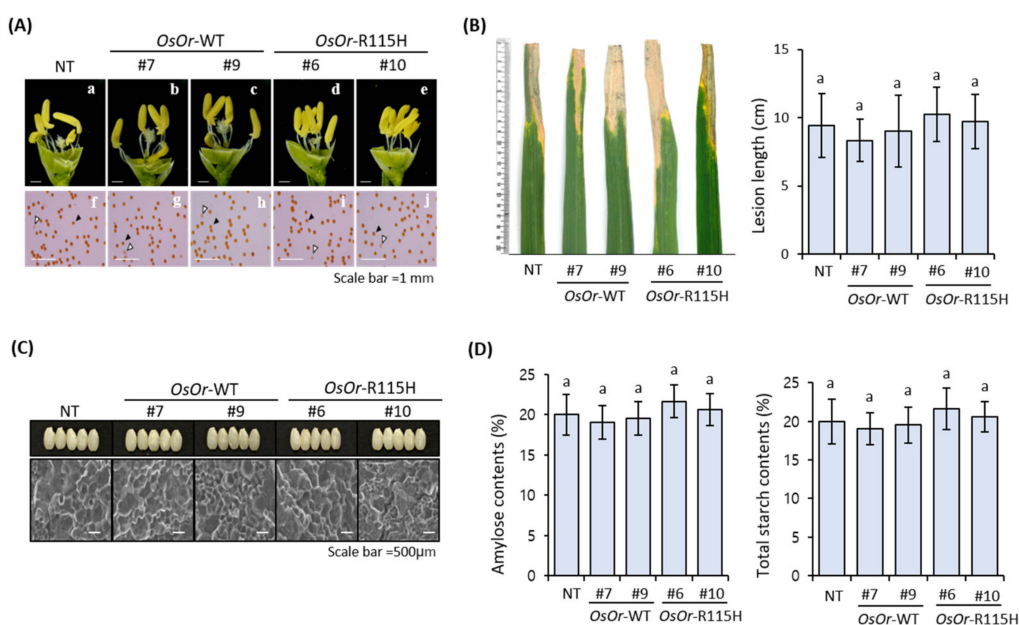 (A)
OsOr-WT OsOr-R115H
NT #7 #9 #6 #10
a b c d e
f g h i j
Scale bar =1 mm
(B)
NT #7 #9 #6 #10
OsOr-WT OsOr-R115H
Lesion length (cm)
15
10
5
0
a a a a a
NT #7 #9 #6 #10
OsOr-WT OsOr-R115H
(C)
OsOr-WT OsOr-R115H
NT #7 #9 #6 #10
Scale bar =500μm
(D)
Amylose contents (%)
25
20
15
10
5
0
a a a a a
NT #7 #9 #6 #10
OsOr-WT OsOr-R115H
Total starch contents (%)
25
20
15
10
5
0
a a a a a
NT #7 #9 #6 #10
OsOr-WT OsOr-R115H